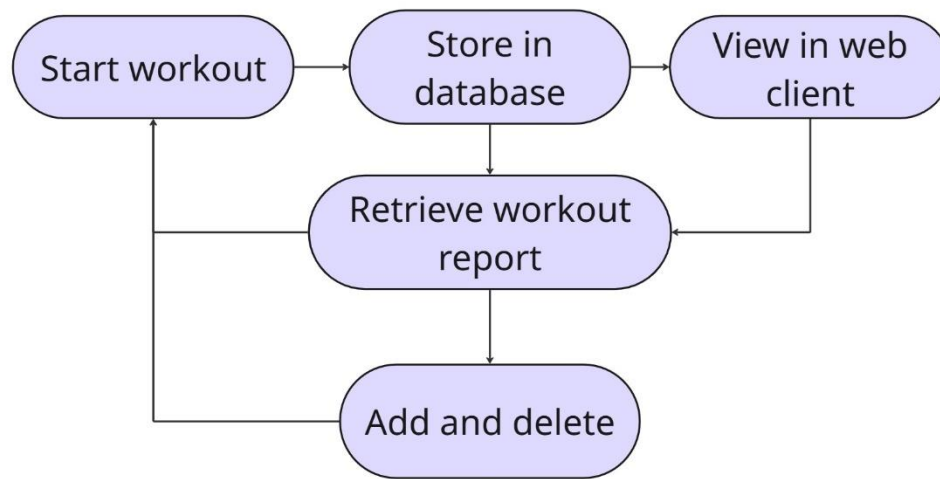 Start workout
Store in
database
View in web
client
Retrieve workout
report
Add and delete